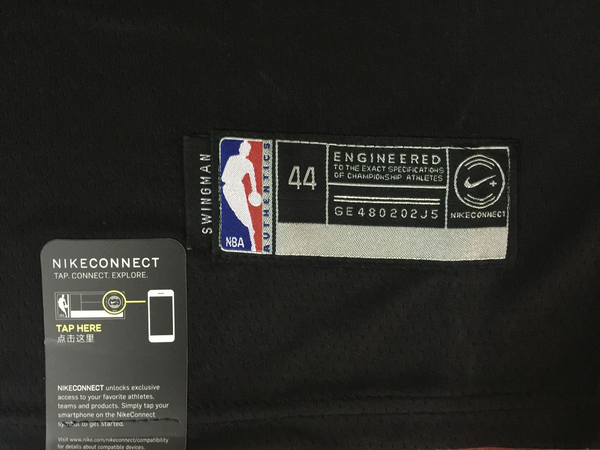 SWINGMAN
NBA
AUTHENTICS
44
ENGINEERED
TO THE EXACT SPECIFICATIONS
OF CHAMPIONSHIP ATHLETES
GE480202J5
NIKECONNECT
NIKECONNECT
TAP. CONNECT. EXPLORE.
TAP HERE
点击这里
NIKECONNECT unlocks exclusive
access to your favorite athletes,
teams and products. Simply tap your
smartphone on the NikeConnect
symbol to get started.
Visit www.nike.com/nikeconnect/compatibility
for details about compatible devices.